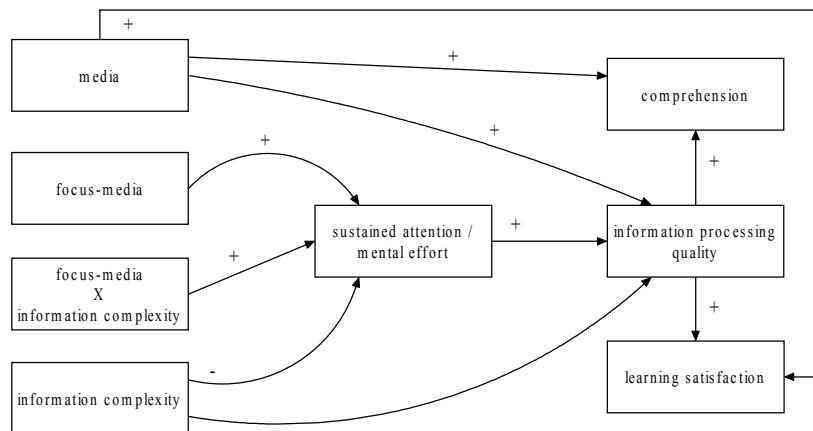 +
media
+
comprehension
+
+
+
focus-media
sustained attention /
mental effort
+
information processing
quality
+
focus-media
X
information complexity
+
-
information complexity
learning satisfaction